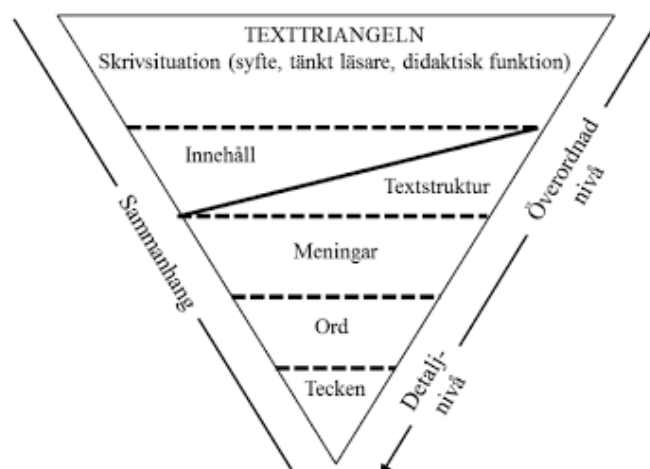 TEXTTRIANGELN
Skrivsituation (syfte, tänkt läsare, didaktisk funktion)
Innehåll
Textstruktur
Meningar
Ord
Tecken
Sammanhang
Överordnad
nivå
Detalj-
nivå